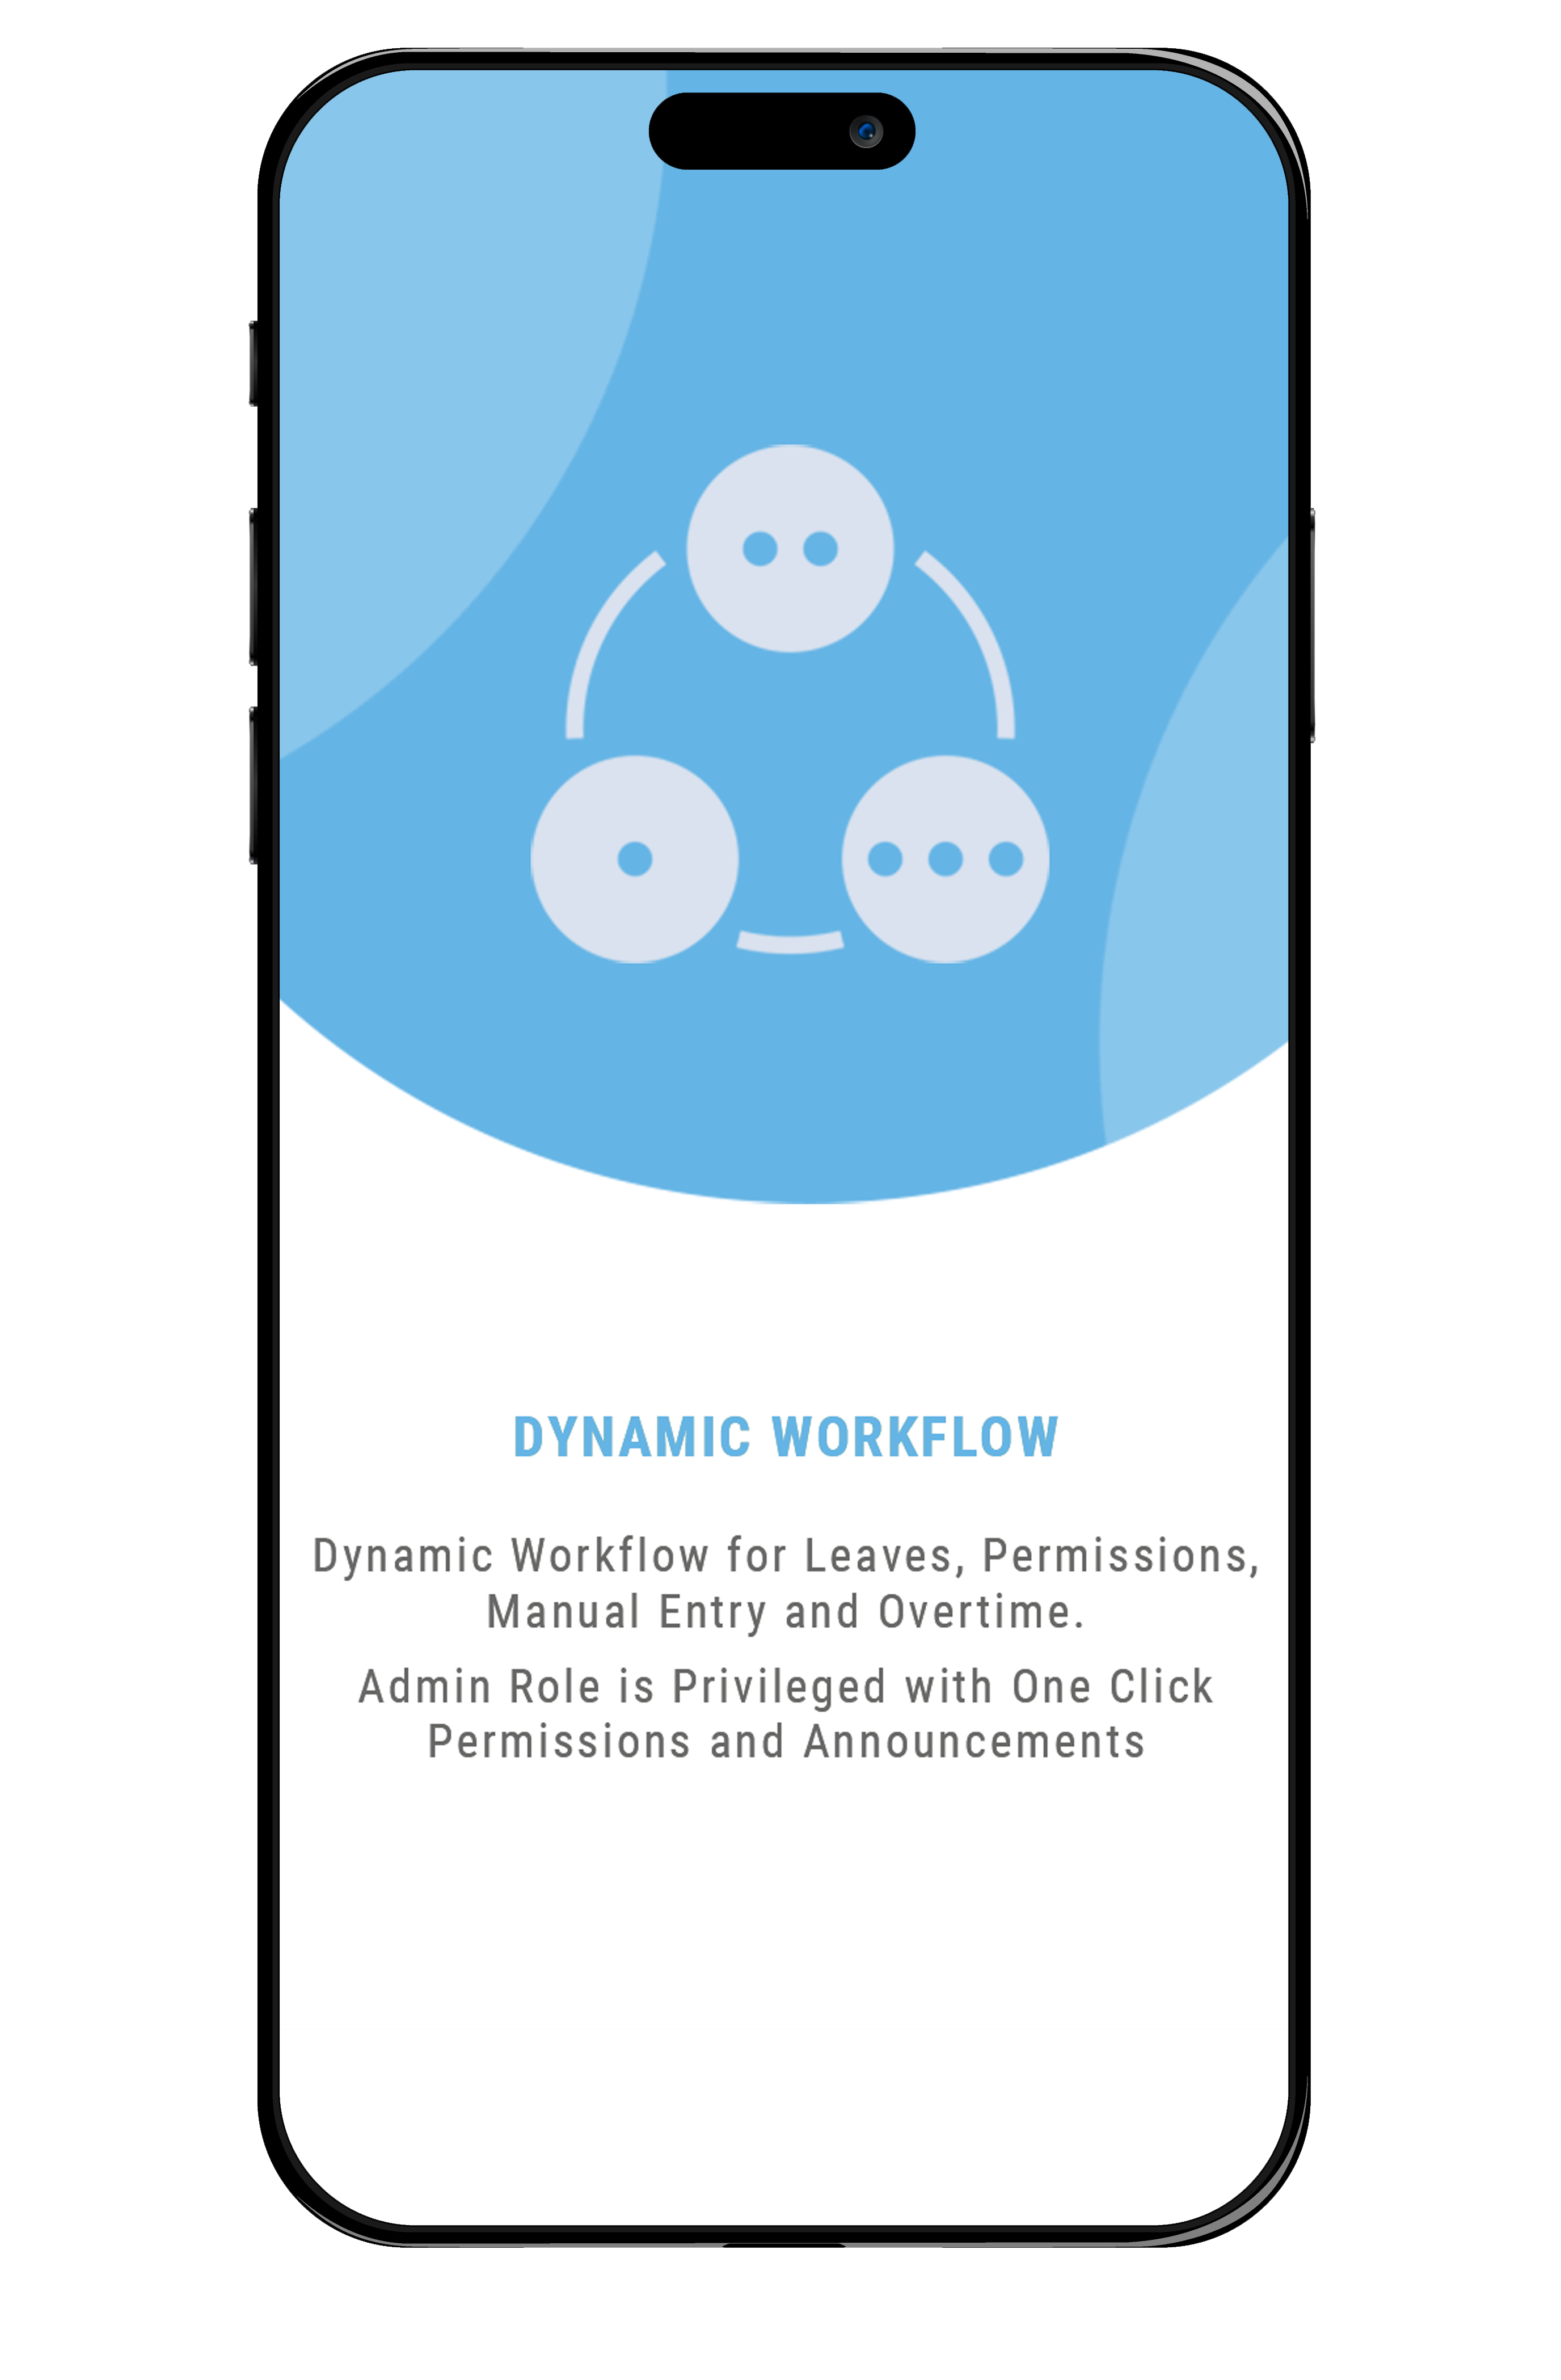 DYNAMIC WORKFLOW
Dynamic Workflow for Leaves, Permissions,
Manual Entry and Overtime.
Admin Role is Privileged with One Click
Permissions and Announcements